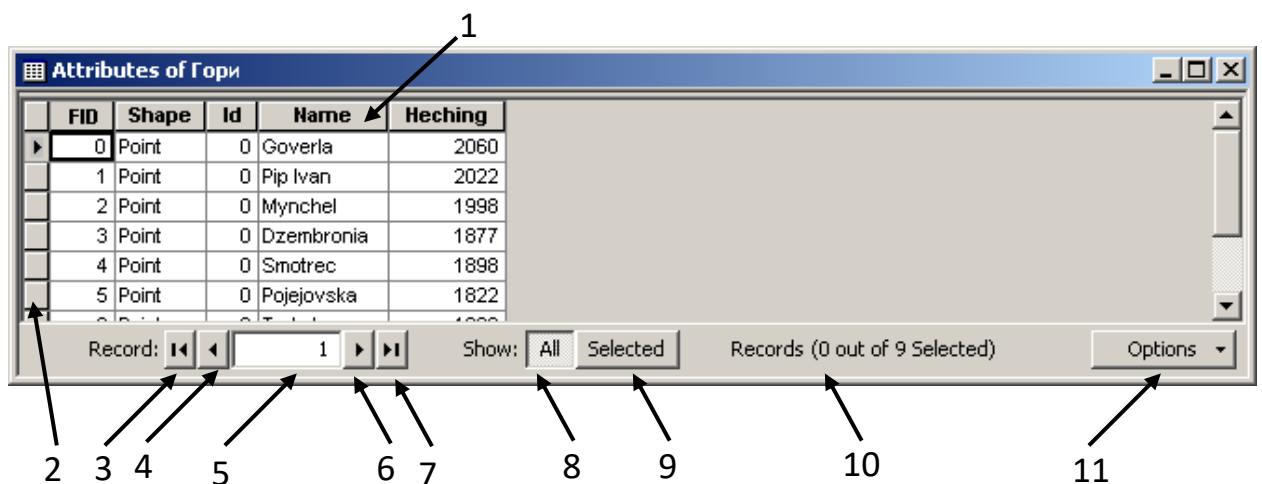 1
Attributes of Гори
FID Shape Id Name Heching
0 Point 0 Goverla 2060
1 Point 0 Pip Ivan 2022
2 Point 0 Mynchel 1998
3 Point 0 Dzembronia 1877
4 Point 0 Smotrec 1898
5 Point 0 Pojejovska 1822
Record: 1 Show: All Selected Records (0 out of 9 Selected) Options
2 3 4 5 6 7 8 9 10 11